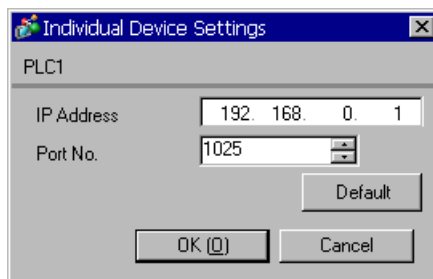 Individual Device Settings
PLC1
IP Address 192. 168. 0. 1
Port No. 1025
Default
OK (O) Cancel